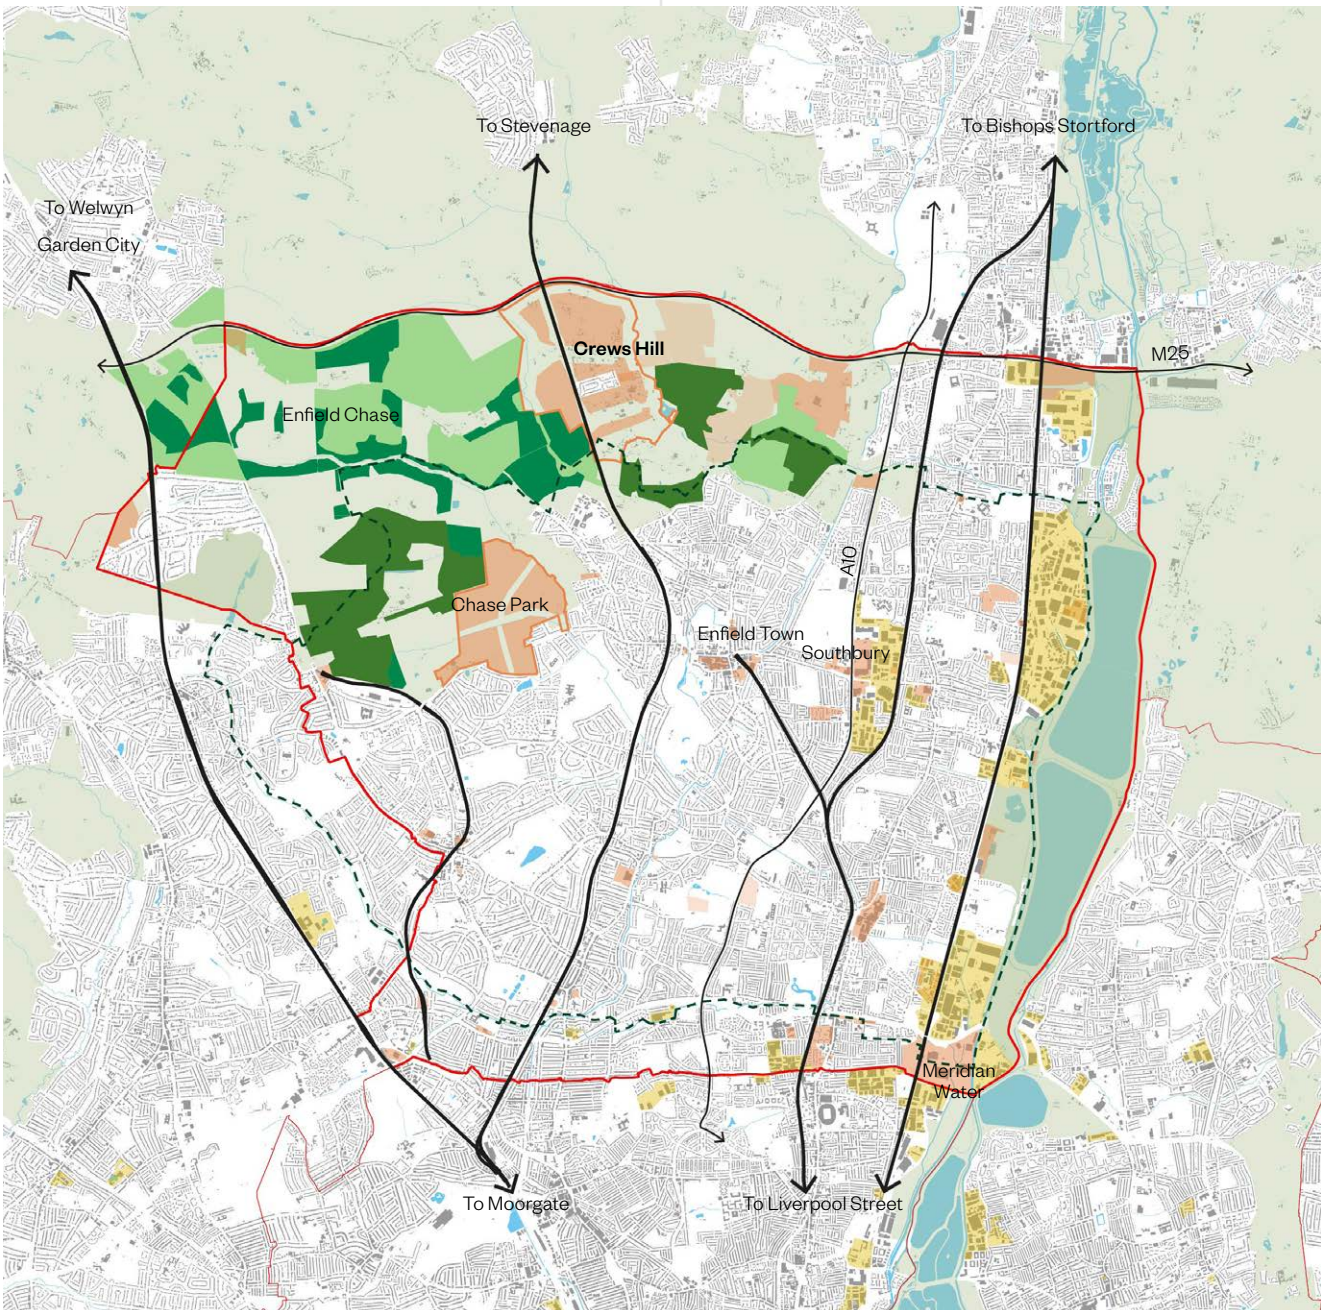 To Stevenage
To Bishops Stortford
To Welwyn
Garden City
Crews Hill
M25
Enfield Chase
A10
Chase Park
Enfield Town
Southbury
Meridian
Water
To Moorgate
To Liverpool Street